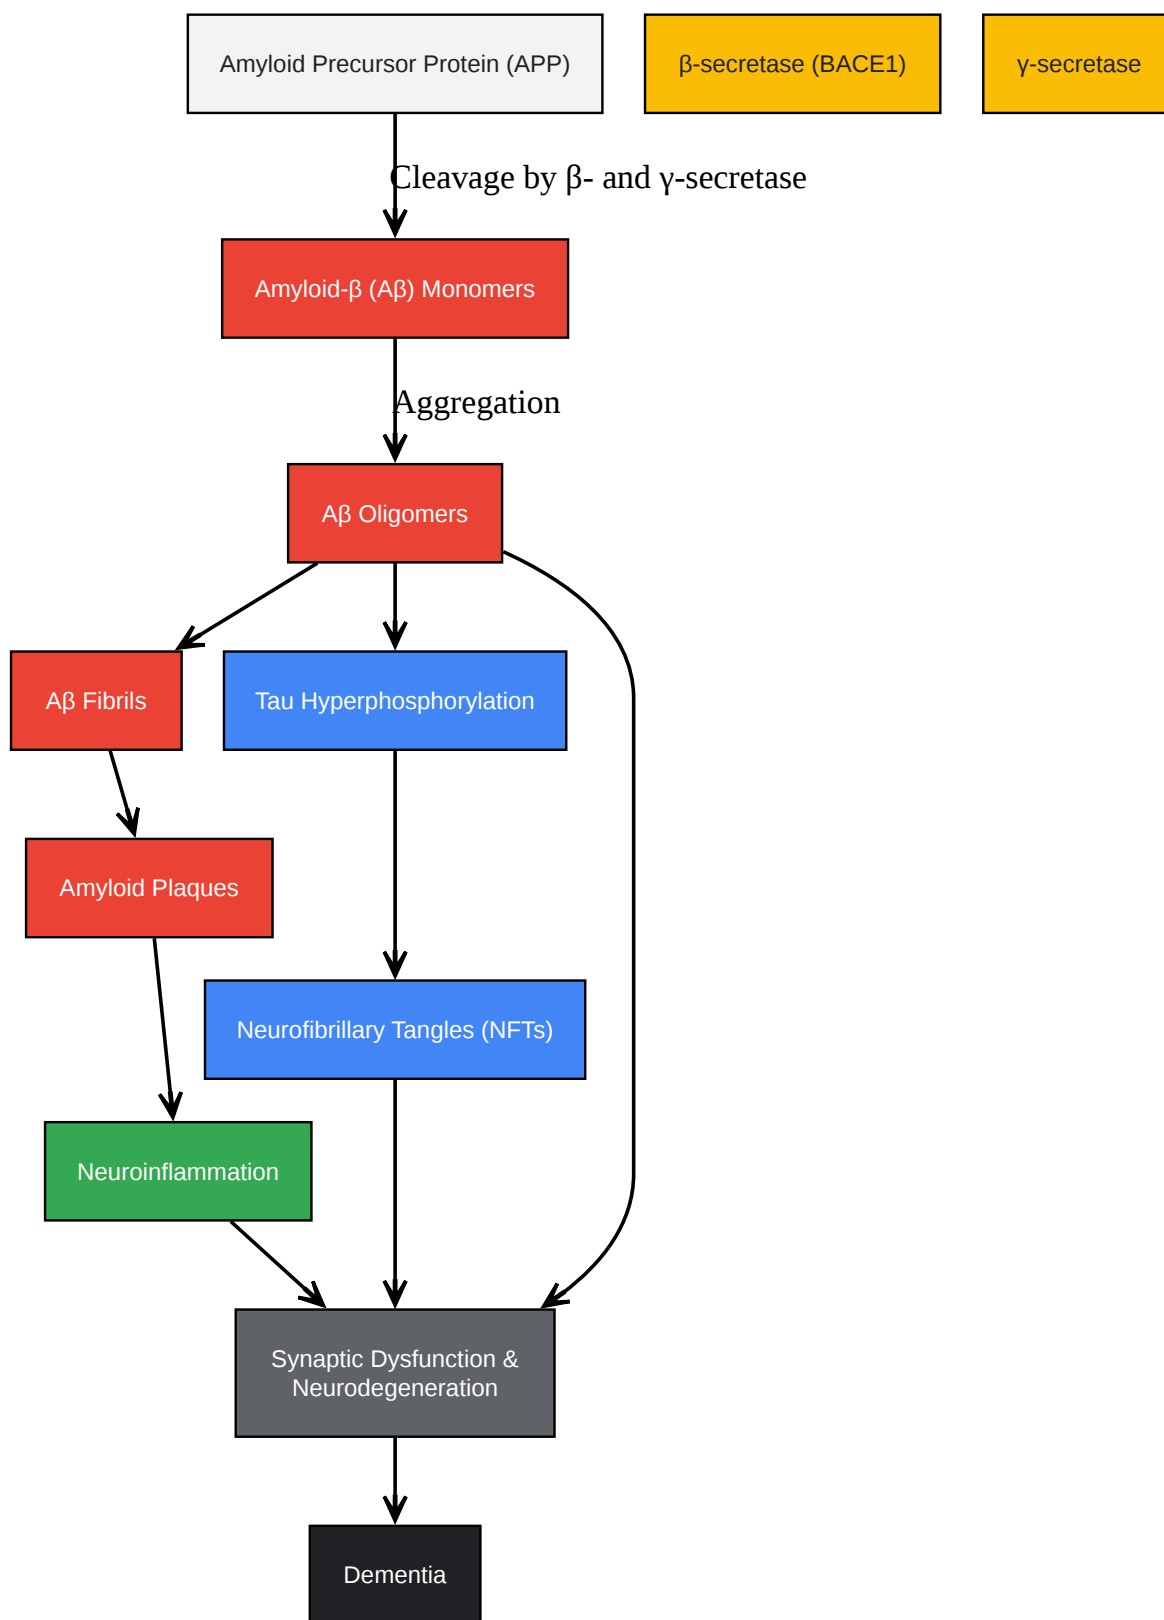 Amyloid Precursor Protein (APP)
β-secretase (BACE1)
γ-secretase
Cleavage by β- and γ-secretase
Amyloid-β (Aβ) Monomers
Aggregation
Aβ Oligomers
Aβ Fibrils
Tau Hyperphosphorylation
Amyloid Plaques
Neurofibrillary Tangles (NFTs)
Neuroinflammation
Synaptic Dysfunction &
Neurodegeneration
Dementia